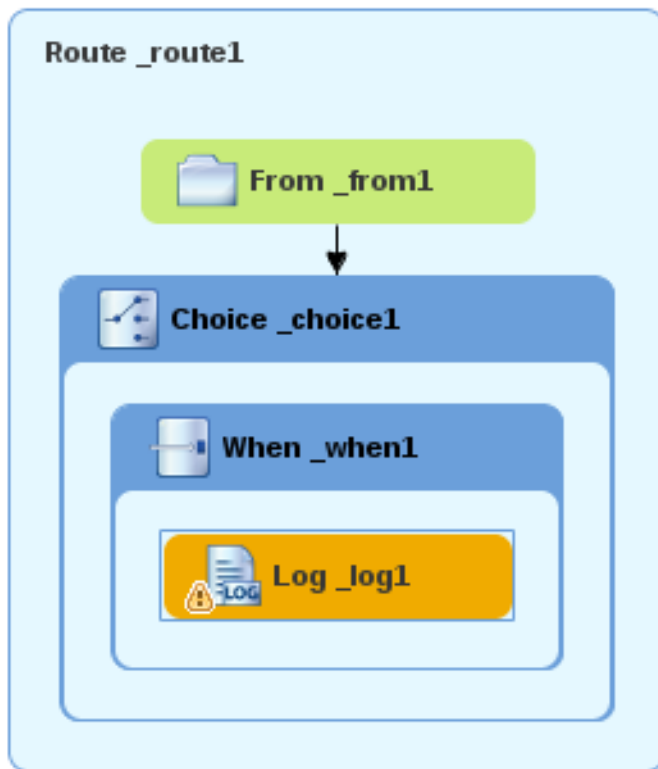 Route _route1
From _from1
Choice _choice1
When _when1
LOG
Log _log1